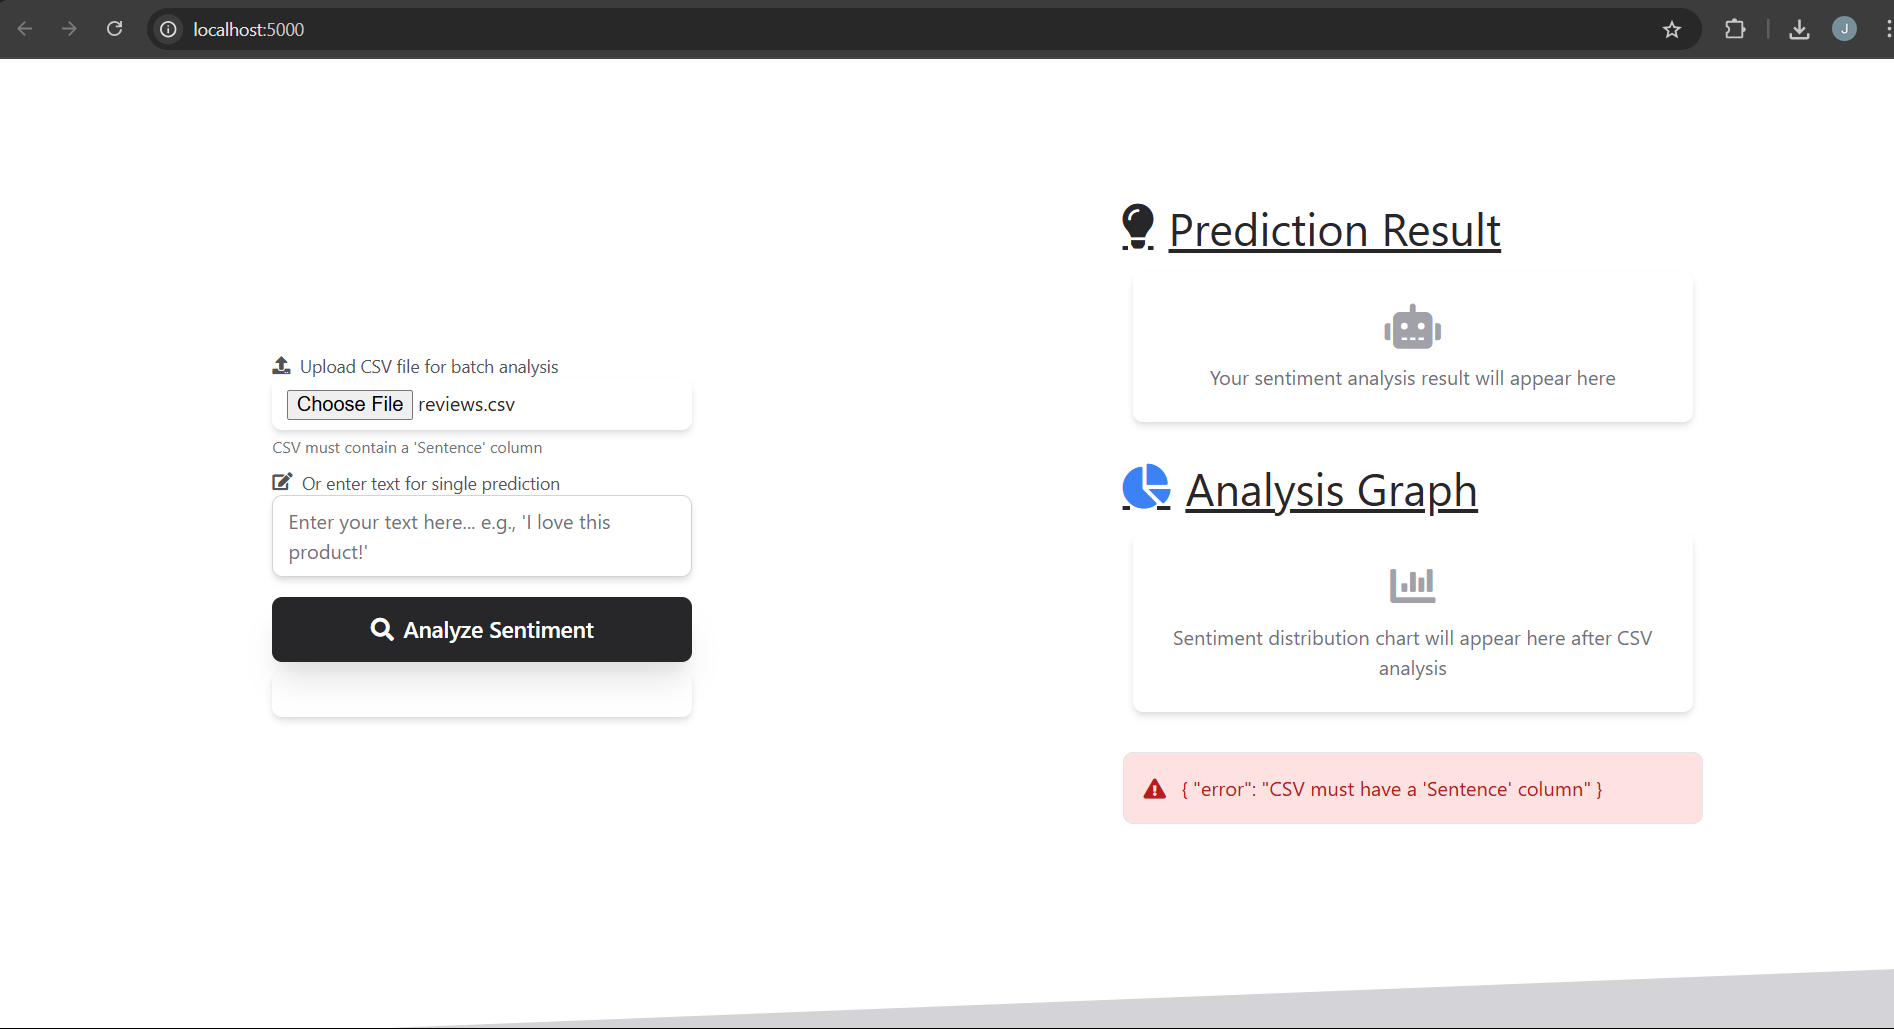 localhost:5000
J
Upload CSV file for batch analysis
Choose File reviews.csv
CSV must contain a 'Sentence' column
Or enter text for single prediction
Enter your text here... e.g., 'I love this
product!'
Analyze Sentiment
Prediction Result
Your sentiment analysis result will appear here
Analysis Graph
Sentiment distribution chart will appear here after CSV
analysis
{ "error": "CSV must have a 'Sentence' column" }